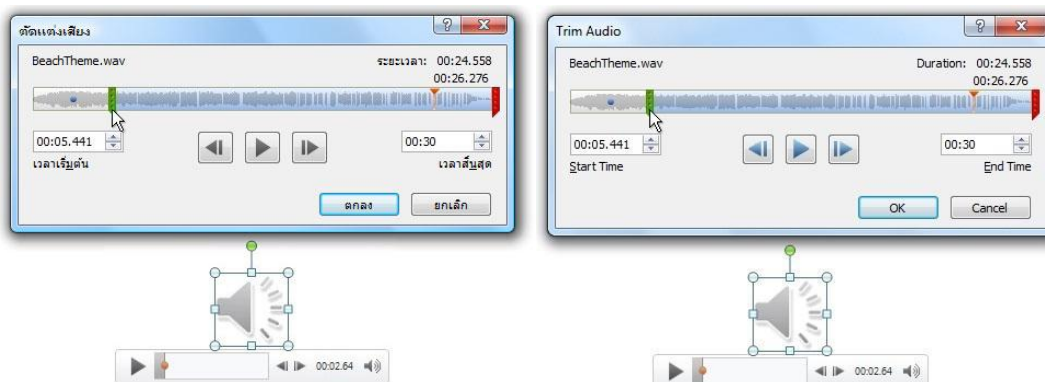 ตัดแต่งเสียง
BeachTheme.wav
ระยะเวลา: 00:24.558
00:26.276
00:05.441
00:30
เวลาเริ่มต้น
เวลาสิ้นสุด
ตกลง
ยกเลิก
00:02.64
Trim Audio
BeachTheme.wav
Duration: 00:24.558
00:26.276
00:05.441
00:30
Start Time
End Time
OK
Cancel
00:02.64